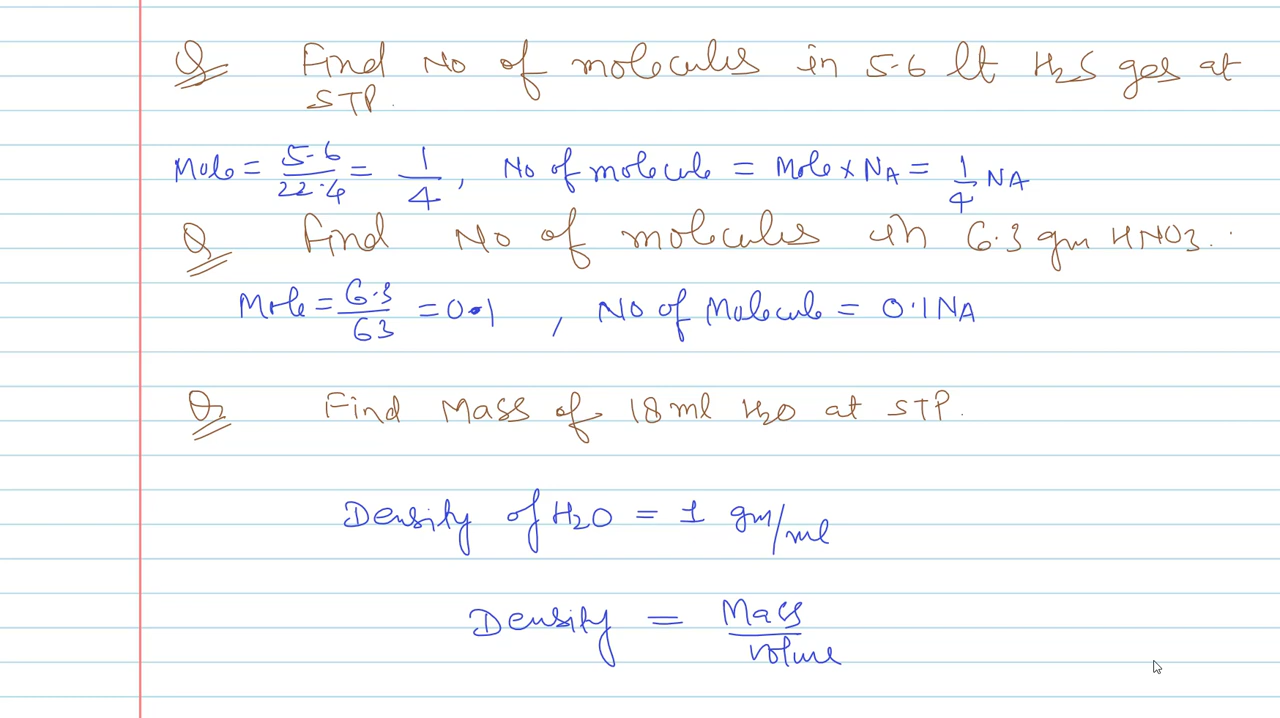 Q Find No of molecules in 5.6 lt H2S gas at
STP.
Mole = 5.6/22.4 = 1/4, No of molecule = Mole x NA = 1/4 NA
Q Find No of molecules in 6.3 gm HNO3.
Mole = 6.3/63 = 0.1 , No of Molecule = 0.1 NA
Q Find Mass of 18 ml H2O at STP.
Density of H2O = 1 gm/ml
Density = Mass/volume